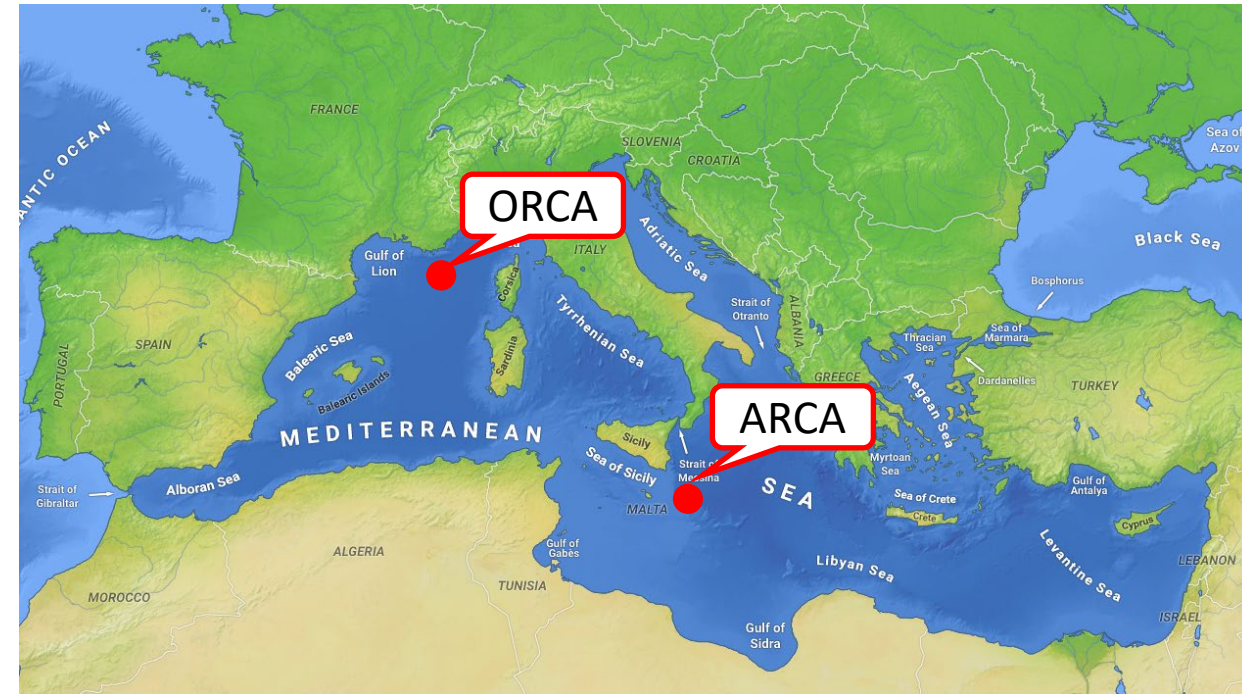 FRANCE
SLOVENIA
CROATIA
Sea of
Azov
ANTIC OCEAN
ORCA
Black Sea
Gulf of
Lion
ITALY
Adriatic Sea
Corsica
Bosphorus
Strait of
Otranto
ALBANIA
Tyrrhenian Sea
Sea of
Marmara
Thracian
Sea
SPAIN
PORTUGAL
Balearic Sea
Sardinia
Balearic Islands
GREECE
Aegean Sea
Dardanelles
TURKEY
ARCA
MEDITERRANEAN
SEA
Sicily
Sea of Sicily
Strait of
Messina
Myrtoan
Sea
Strait of
Gibraltar
Alboran Sea
MALTA
Sea of Crete
Crete
Gulf of
Antalya
Cyprus
ALGERIA
Gulf of
Gabès
TUNISIA
Libyan Sea
Levantine Sea
LEBANON
MOROCCO
Gulf of
Sidra
ISRAEL